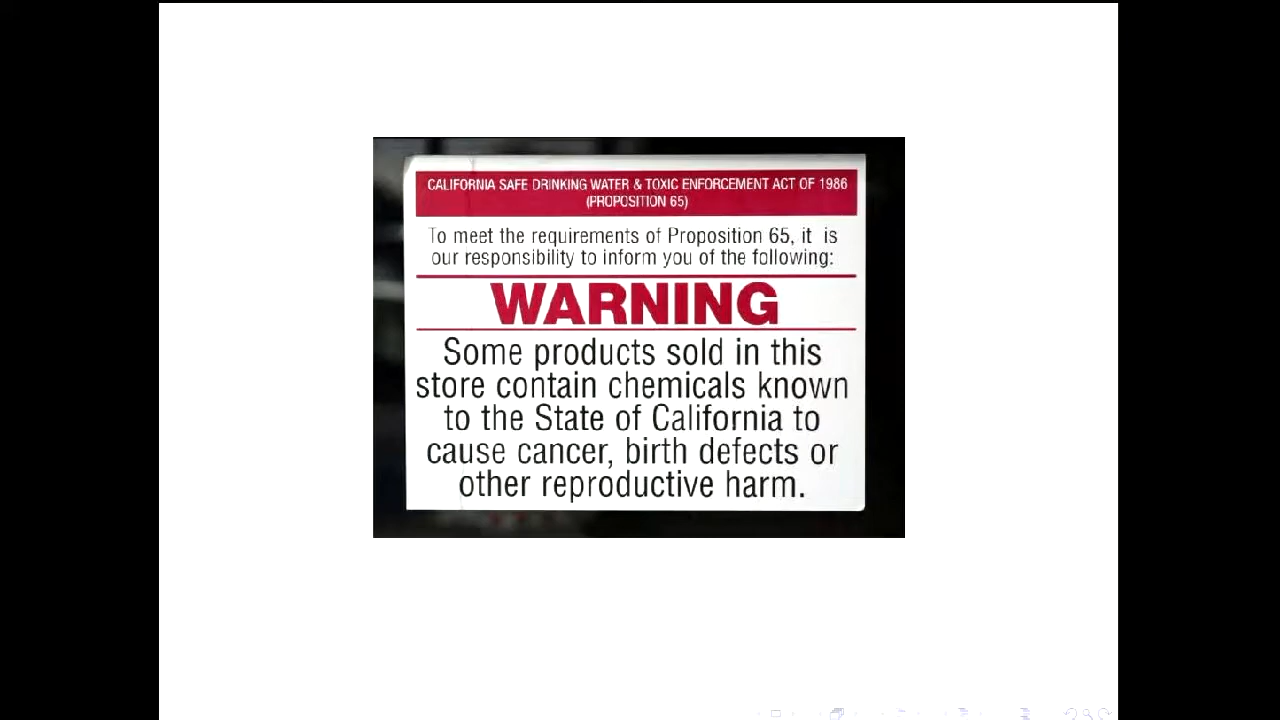 CALIFORNIA SAFE DRINKING WATER & TOXIC ENFORCEMENT ACT OF 1986
(PROPOSITION 65)
To meet the requirements of Proposition 65, it is
our responsibility to inform you of the following:
WARNING
Some products sold in this
store contain chemicals known
to the State of California to
cause cancer, birth defects or
other reproductive harm.